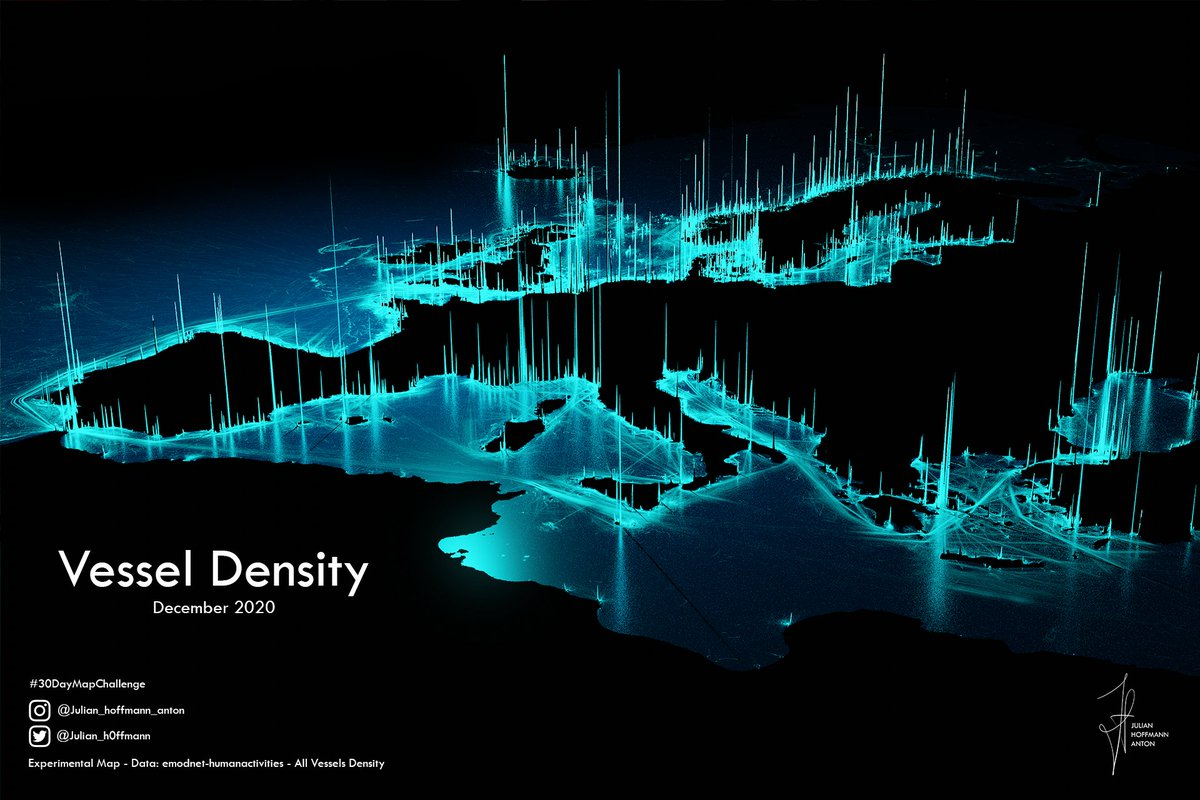 Vessel Density
December 2020
#30DayMapChallenge
@Julian_hoffmann_anton
@Julian_h0ffmann
Experimental Map - Data: emodnet-humanactivities - All Vessels Density
JULIAN
HOFFMANN
ANTON